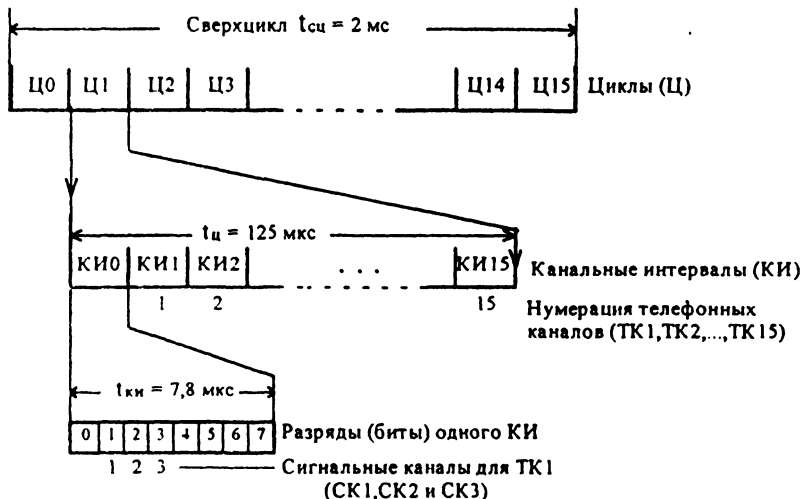 Сверхцикл tсц = 2 мс
Ц0 Ц1 Ц2 Ц3 Ц14 Ц15 Циклы (Ц)
tц = 125 мкс
КИ0 КИ1 КИ2 . . . КИ15 Канальные интервалы (КИ)
1 2 15 Нумерация телефонных
каналов (ТК1,ТК2,...,ТК15)
tки = 7,8 мкс
0 1 2 3 4 5 6 7 Разряды (биты) одного КИ
1 2 3 Сигнальные каналы для ТК1
(СК1,СК2 и СК3)